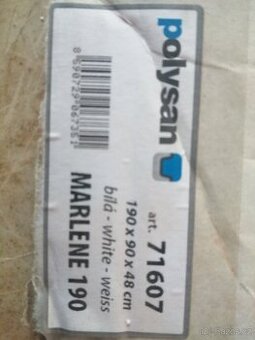 polysan
art. 71607
190 x 90 x 48 cm
bílá - white - weiss
MARLENE 190